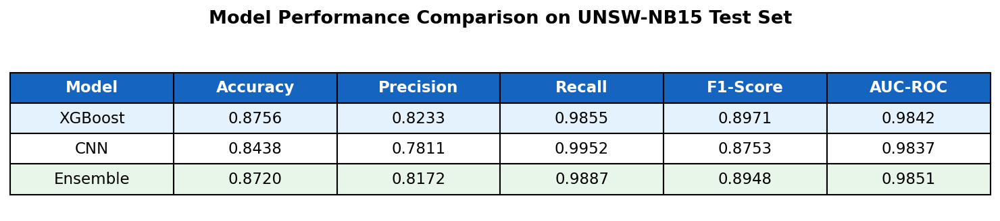 Model Performance Comparison on UNSW-NB15 Test Set
Model Accuracy Precision Recall F1-Score AUC-ROC
XGBoost 0.8756 0.8233 0.9855 0.8971 0.9842
CNN 0.8438 0.7811 0.9952 0.8753 0.9837
Ensemble 0.8720 0.8172 0.9887 0.8948 0.9851